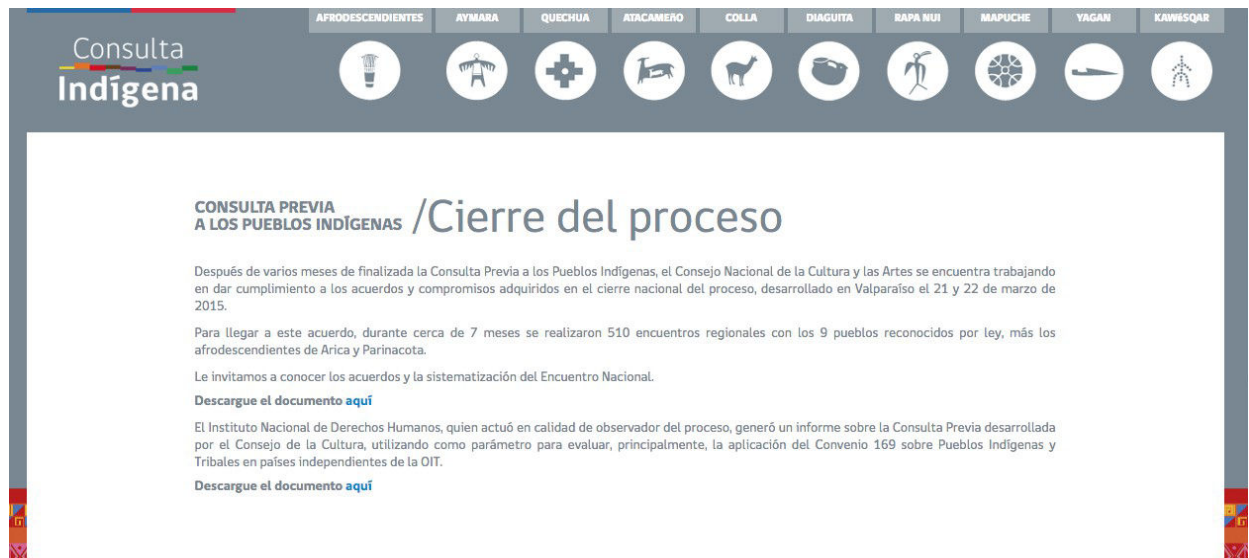 AFRODESCENDIENTES AYMARA QUECHUA ATACAMEñO COLLA DIAGUITA RAPA NUI MAPUCHE YAGAN KAWéSQAR
Consulta
Indígena
CONSULTA PREVIA
A LOS PUEBLOS INDÍGENAS /Cierre del proceso
Después de varios meses de finalizada la Consulta Previa a los Pueblos Indígenas, el Consejo Nacional de la Cultura y las Artes se encuentra trabajando
en dar cumplimiento a los acuerdos y compromisos adquiridos en el cierre nacional del proceso, desarrollado en Valparaíso el 21 y 22 de marzo de
2015.
Para llegar a este acuerdo, durante cerca de 7 meses se realizaron 510 encuentros regionales con los 9 pueblos reconocidos por ley, más los
afrodescendientes de Arica y Parinacota.
Le invitamos a conocer los acuerdos y la sistematización del Encuentro Nacional.
Descargue el documento aquí
El Instituto Nacional de Derechos Humanos, quien actuó en calidad de observador del proceso, generó un informe sobre la Consulta Previa desarrollada
por el Consejo de la Cultura, utilizando como parámetro para evaluar, principalmente, la aplicación del Convenio 169 sobre Pueblos Indígenas y
Tribales en países independientes de la OIT.
Descargue el documento aquí